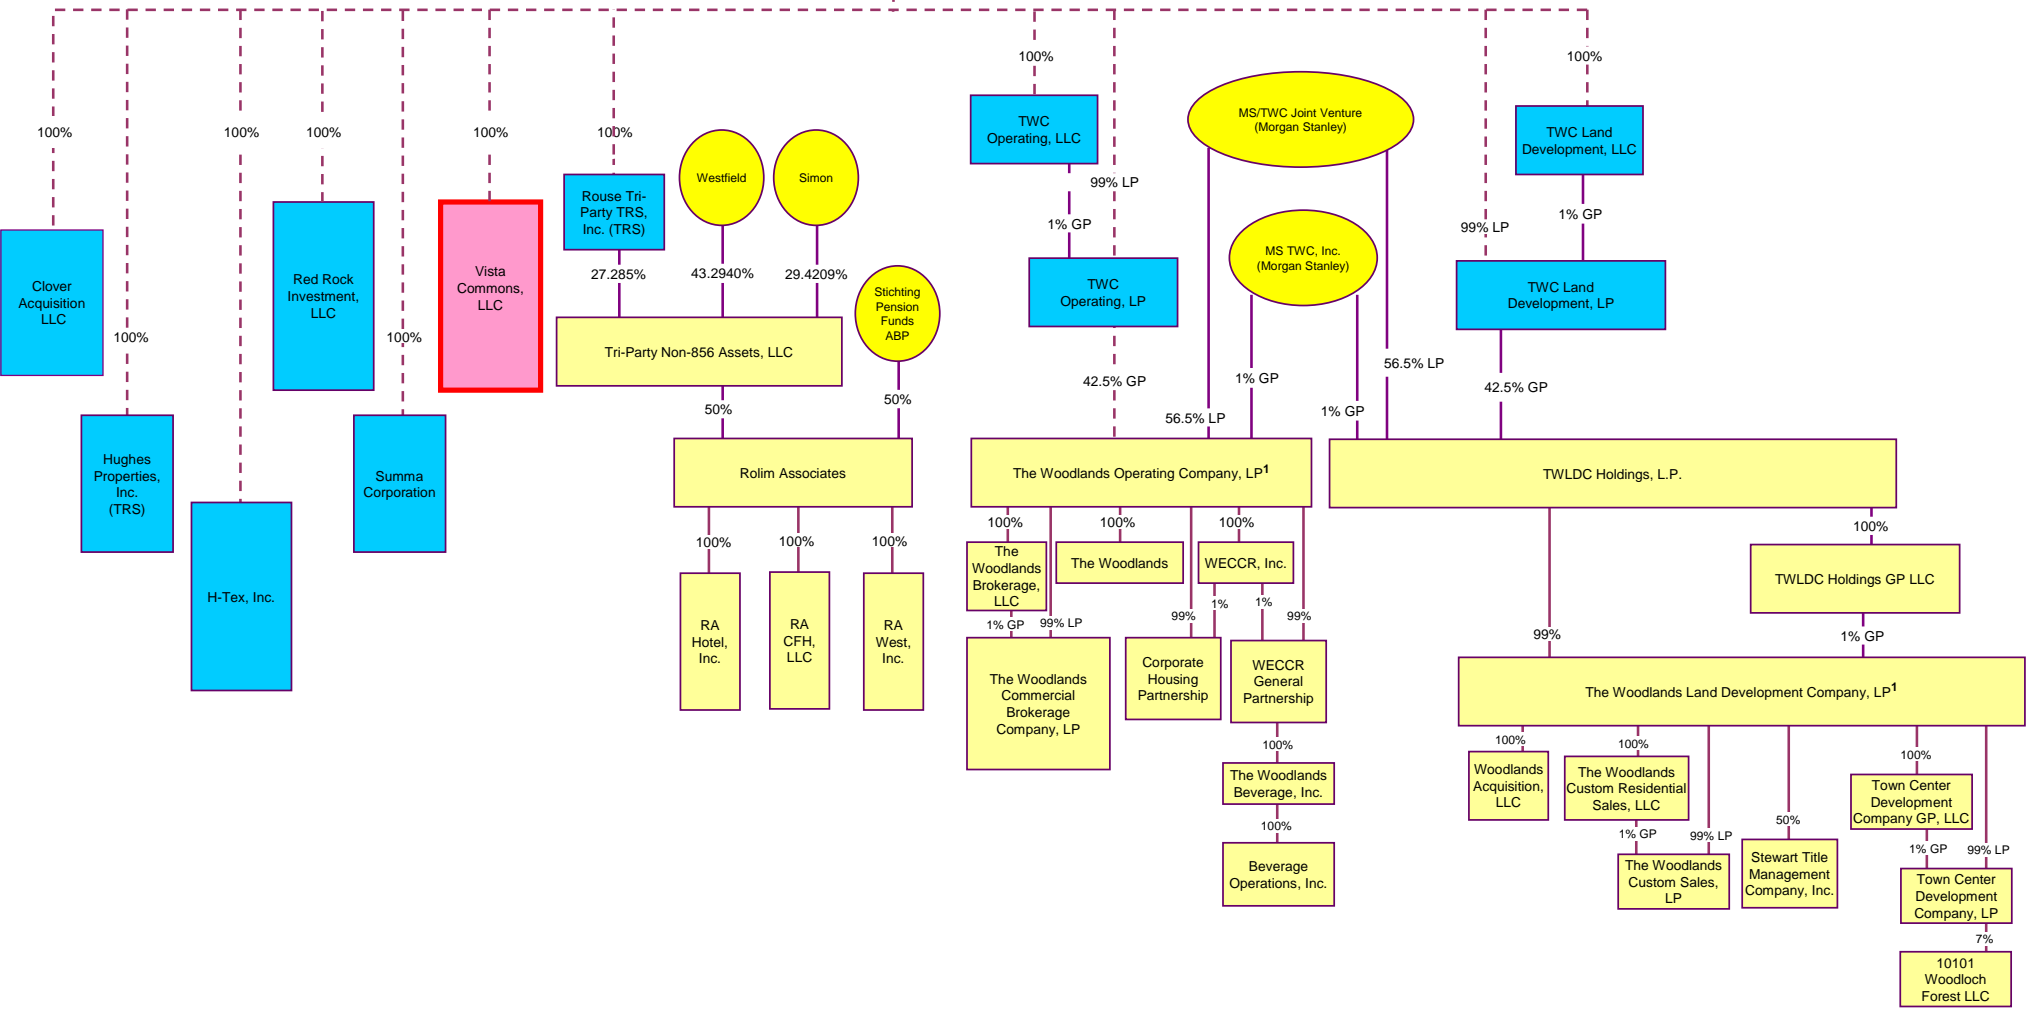 100%
100%
100%
100%
100%
100%
100%
100%
100%
100%
Clover
Acquisition
LLC
Hughes
Properties,
Inc.
(TRS)
H-Tex, Inc.
Red Rock
Investment,
LLC
Summa
Corporation
Vista
Commons,
LLC
Rouse Tri-
Party TRS,
Inc. (TRS)
Westfield
Simon
27.285%
43.2940%
29.4209%
Stichting
Pension
Funds
ABP
Tri-Party Non-856 Assets, LLC
50%
50%
Rolim Associates
100%
100%
100%
RA
Hotel,
Inc.
RA
CFH,
LLC
RA
West,
Inc.
TWC
Operating, LLC
99% LP
1% GP
TWC
Operating, LP
42.5% GP
MS/TWC Joint Venture
(Morgan Stanley)
MS TWC, Inc.
(Morgan Stanley)
56.5% LP
1% GP
1% GP
56.5% LP
TWC Land
Development, LLC
1% GP
99% LP
TWC Land
Development, LP
42.5% GP
The Woodlands Operating Company, LP1
TWLDC Holdings, L.P.
100%
100%
100%
The
Woodlands
Brokerage,
LLC
The Woodlands
WECCR, Inc.
1% GP
99% LP
99%
1%
1%
99%
The Woodlands
Commercial
Brokerage
Company, LP
Corporate
Housing
Partnership
WECCR
General
Partnership
100%
The Woodlands
Beverage, Inc.
100%
Beverage
Operations, Inc.
100%
TWLDC Holdings GP LLC
99%
1% GP
The Woodlands Land Development Company, LP1
100%
100%
50%
100%
Woodlands
Acquisition,
LLC
The Woodlands
Custom Residential
Sales, LLC
1% GP
99% LP
The Woodlands
Custom Sales,
LP
Stewart Title
Management
Company, Inc.
Town Center
Development
Company GP, LLC
1% GP
99% LP
Town Center
Development
Company, LP
7%
10101
Woodloch
Forest LLC